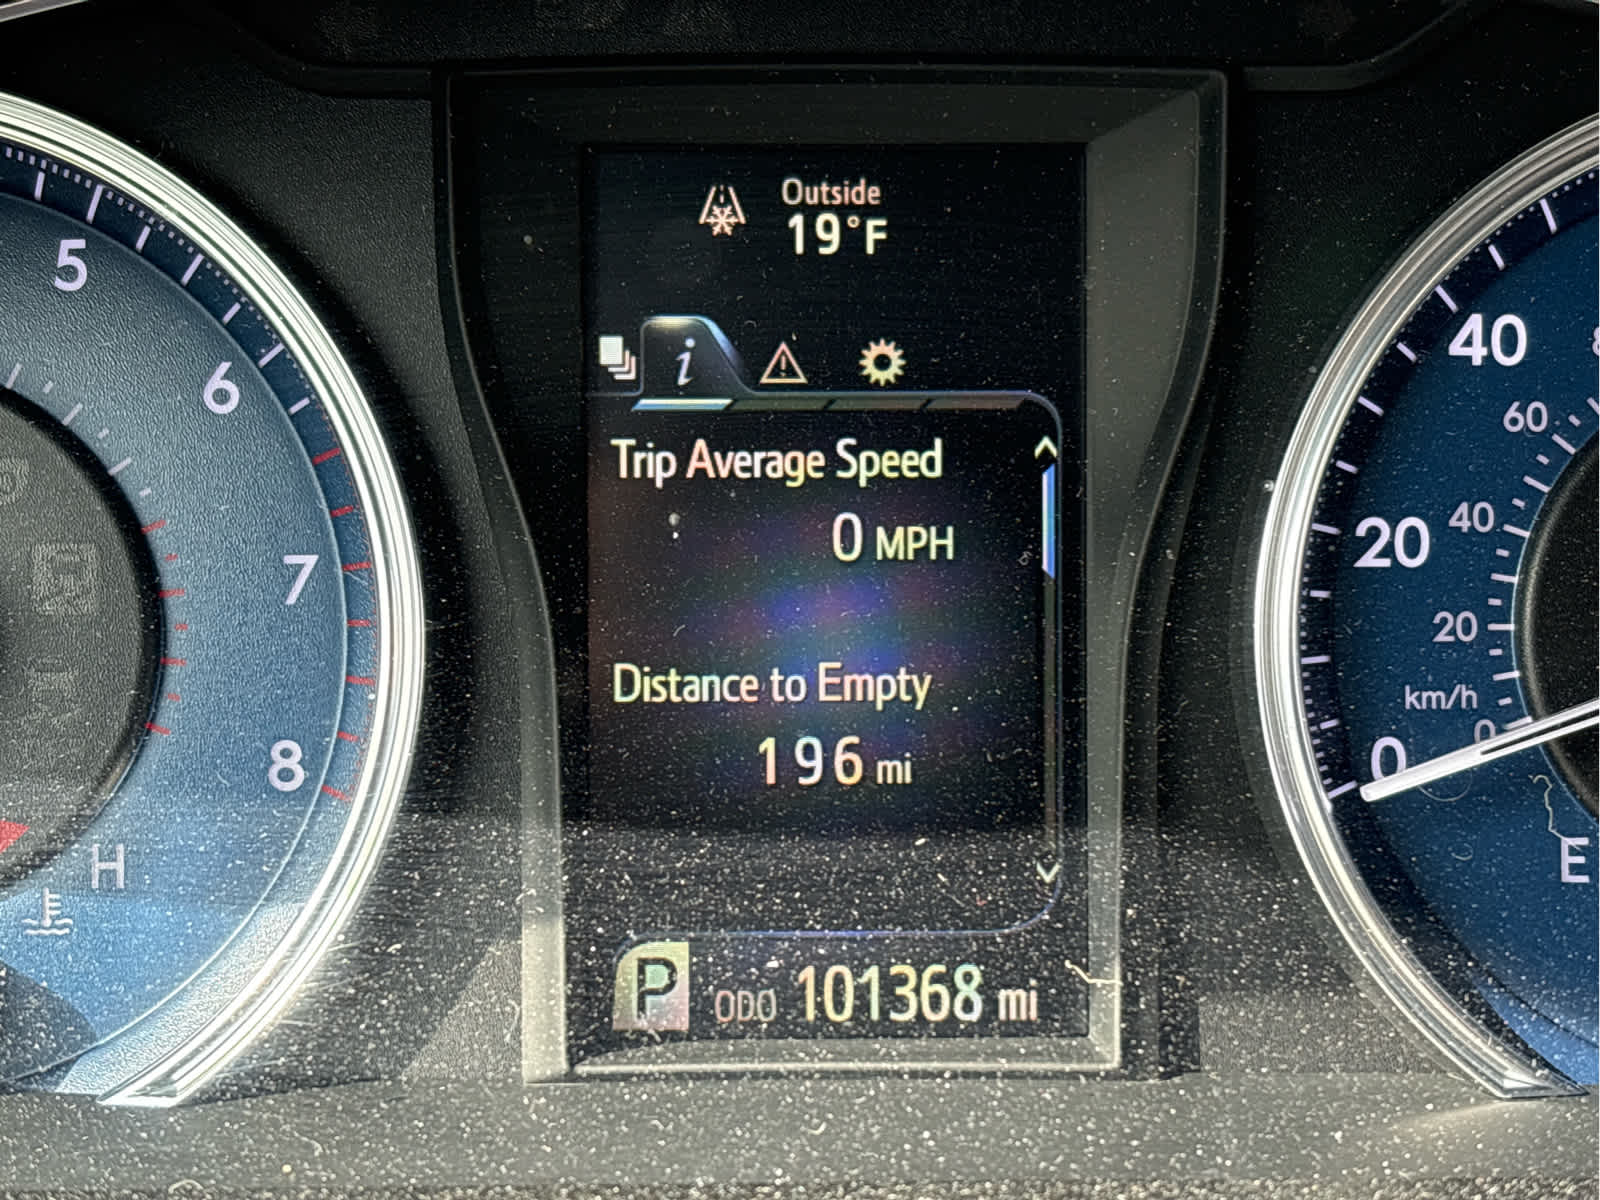 Outside
19°F
i
Trip Average Speed
0 MPH
Distance to Empty
196 mi
P ODO 101368 mi
5
6
7
8
H
40
60
20
40
20
km/h
0
0
E